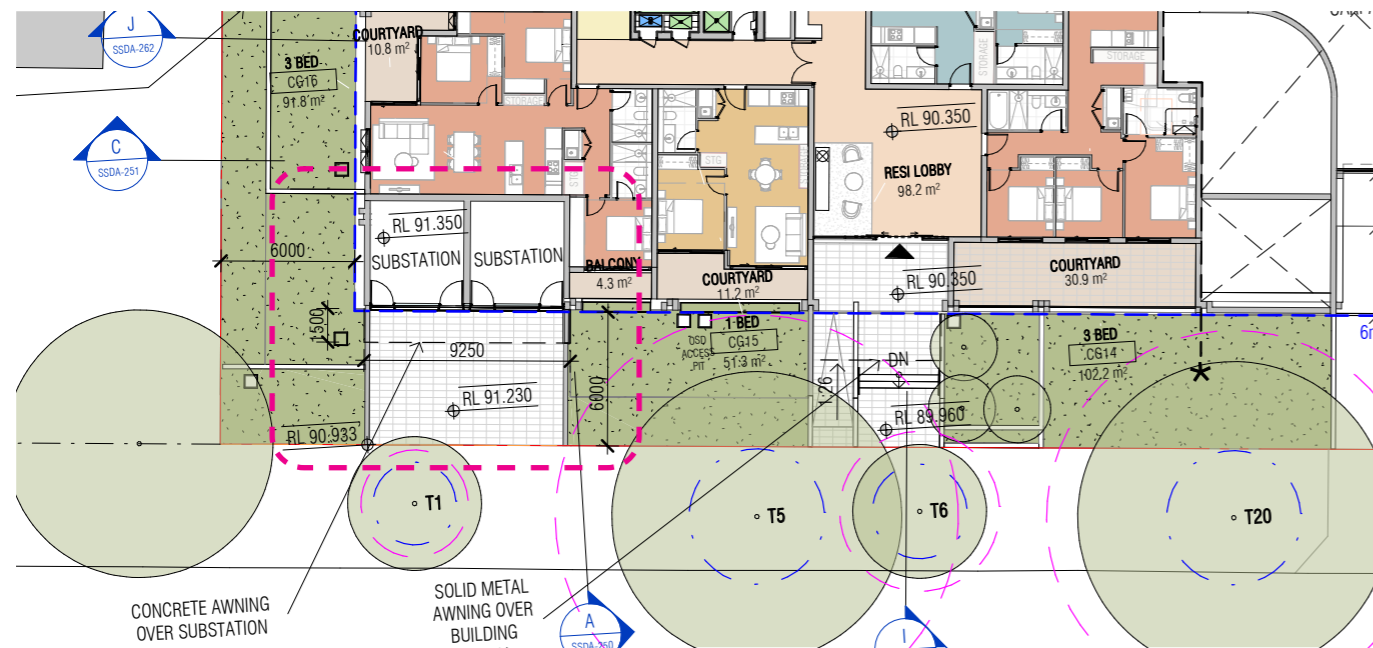 J
SSDA-262
COURTYARD
10.8 m²
3 BED
CG16
91.8 m²
STORAGE
STORAGE
STORAGE
C
SSDA-251
RL 90.350
STG
RESI LOBBY
98.2 m²
RL 91.350
SUBSTATION
SUBSTATION
6000
BALCONY
4.3 m²
COURTYARD
11.2 m²
RL 90.350
COURTYARD
30.9 m²
1500
9250
OSD
ACCESS
PIT
1 BED
CG15
51.3 m²
DN
3 BED
CG14
102.2 m²
RL 91.230
6000
1:26
RL 89.960
RL 90.933
T1
T5
T6
T20
CONCRETE AWNING
OVER SUBSTATION
SOLID METAL
AWNING OVER
BUILDING
A
SSDA-250
I